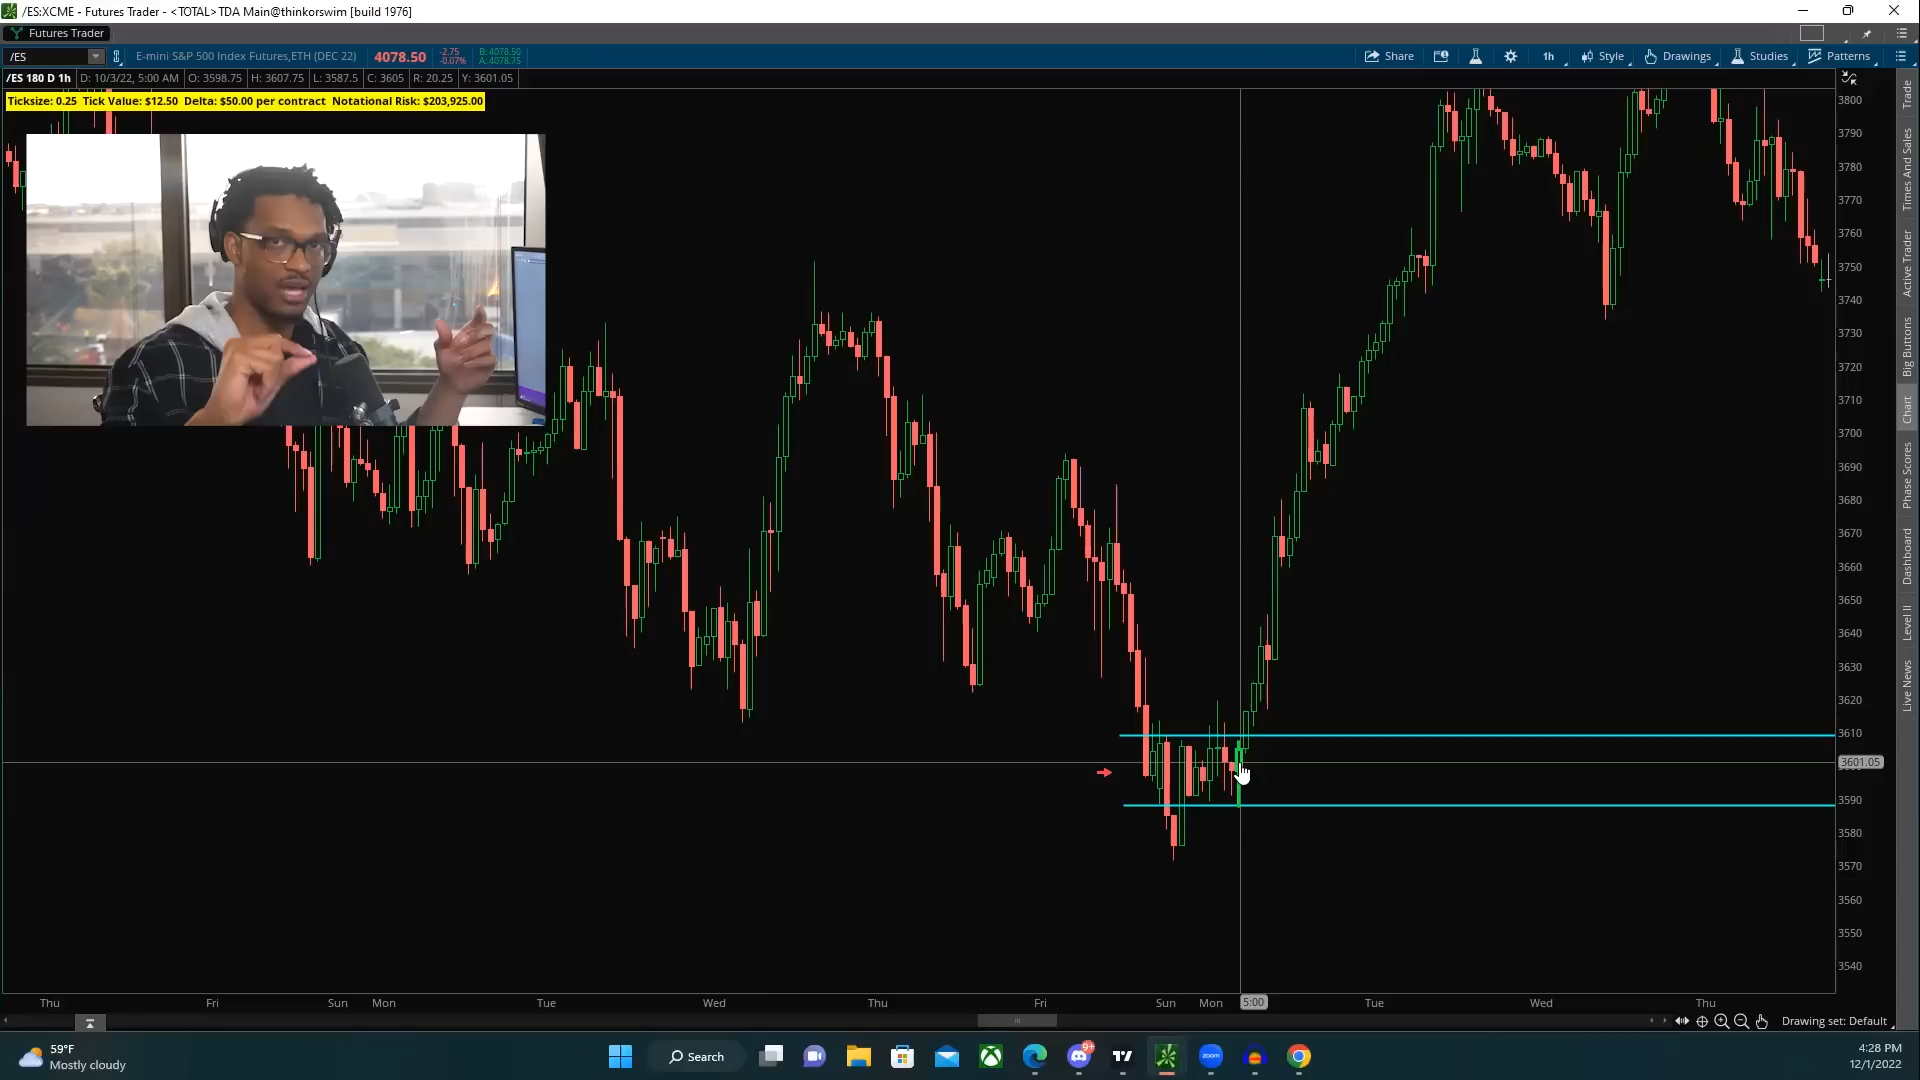 /ES:XCME - Futures Trader - <TOTAL>TDA Main@thinkorswim [build 1976]
Futures Trader
/ES E-mini S&P 500 Index Futures,ETH (DEC 22) 4078.50 -2.75 -0.07% B: 4078.50 A: 4078.75 Share 1h Style Drawings Studies Patterns
/ES 180 D 1h D: 10/3/22, 5:00 AM O: 3598.75 H: 3607.75 L: 3587.5 C: 3605 R: 20.25 Y: 3601.05
Ticksize: 0.25 Tick Value: $12.50 Delta: $50.00 per contract Notational Risk: $203,925.00
3800
3790
3780
3770
3760
3750
3740
3730
3720
3710
3700
3690
3680
3670
3660
3650
3640
3630
3620
3610
3601.05
3590
3580
3570
3560
3550
3540
Trade
Times And Sales
Active Trader
Big Buttons
Chart
Phase Scores
Dashboard
Level II
Live News
Thu Fri Sun Mon Tue Wed Thu Fri Sun Mon 5:00 Tue Wed Thu
Drawing set: Default
59°F
Mostly cloudy
Search
9+
zoom
4:28 PM
12/1/2022